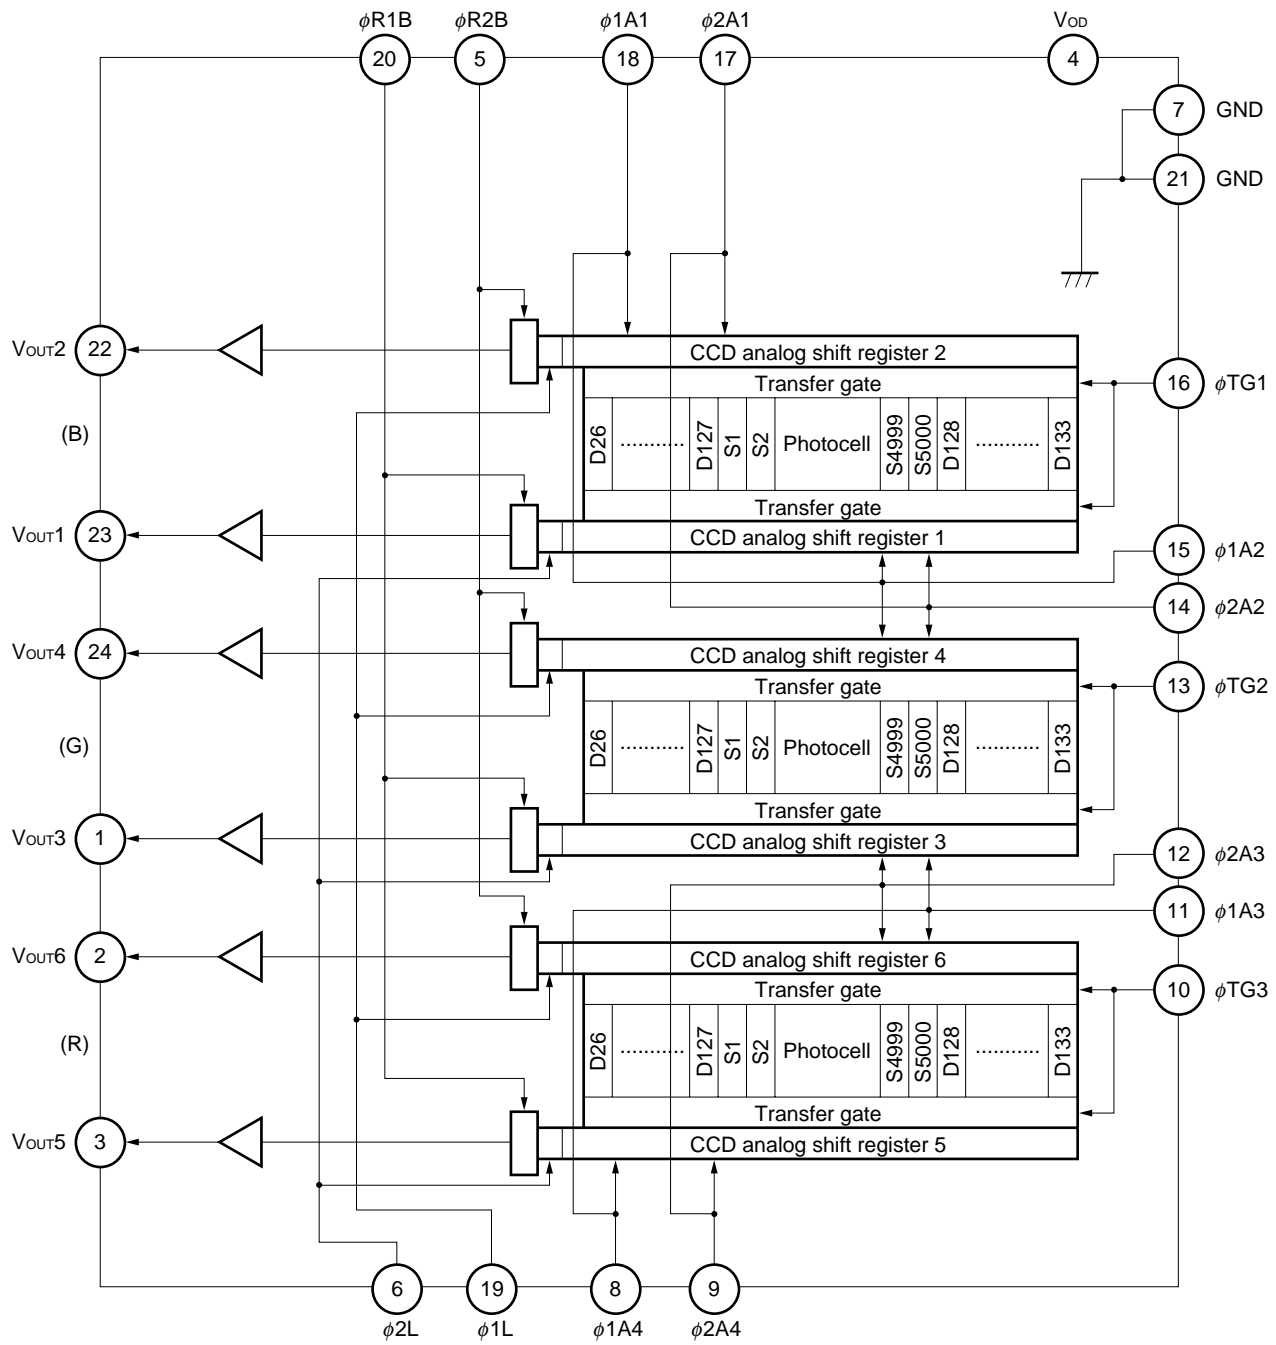 φR1B φR2B φ1A1 φ2A1 VOD
20 5 18 17 4
7 GND
21 GND
VOUT2 22
CCD analog shift register 2
Transfer gate
16 φTG1
(B)
D26 ........... D127 S1 S2 Photocell S4999 S5000 D128 ........... D133
Transfer gate
VOUT1 23
CCD analog shift register 1
15 φ1A2
14 φ2A2
VOUT4 24
CCD analog shift register 4
Transfer gate
13 φTG2
(G)
D26 ........... D127 S1 S2 Photocell S4999 S5000 D128 ........... D133
Transfer gate
VOUT3 1
CCD analog shift register 3
12 φ2A3
11 φ1A3
VOUT6 2
CCD analog shift register 6
Transfer gate
10 φTG3
(R)
D26 ........... D127 S1 S2 Photocell S4999 S5000 D128 ........... D133
Transfer gate
VOUT5 3
CCD analog shift register 5
6 19 8 9
φ2L φ1L φ1A4 φ2A4